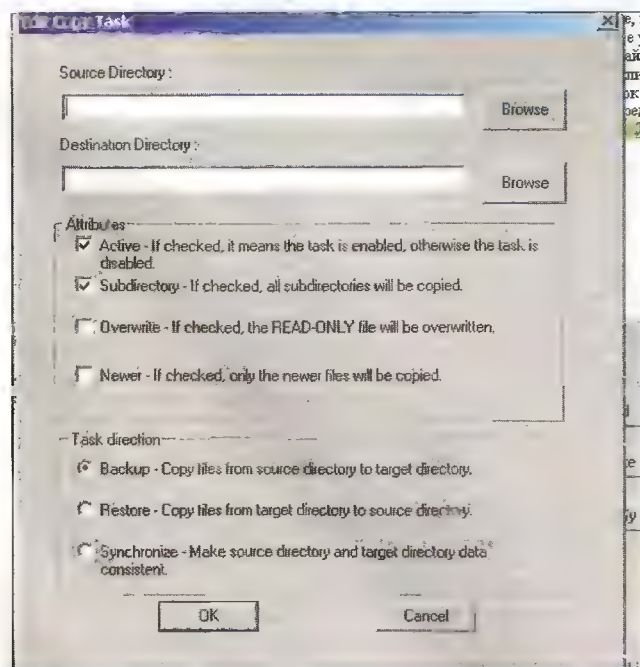 Edit Copy Task
Source Directory :
Browse
Destination Directory :
Browse
Attributes
Active - If checked, it means the task is enabled, otherwise the task is
disabled.
Subdirectory - If checked, all subdirectories will be copied.
Overwrite - If checked, the READ-ONLY file will be overwritten.
Newer - If checked, only the newer files will be copied.
Task direction
Backup - Copy files from source directory to target directory.
Restore - Copy files from target directory to source directory.
Synchronize - Make source directory and target directory data
consistent.
OK
Cancel